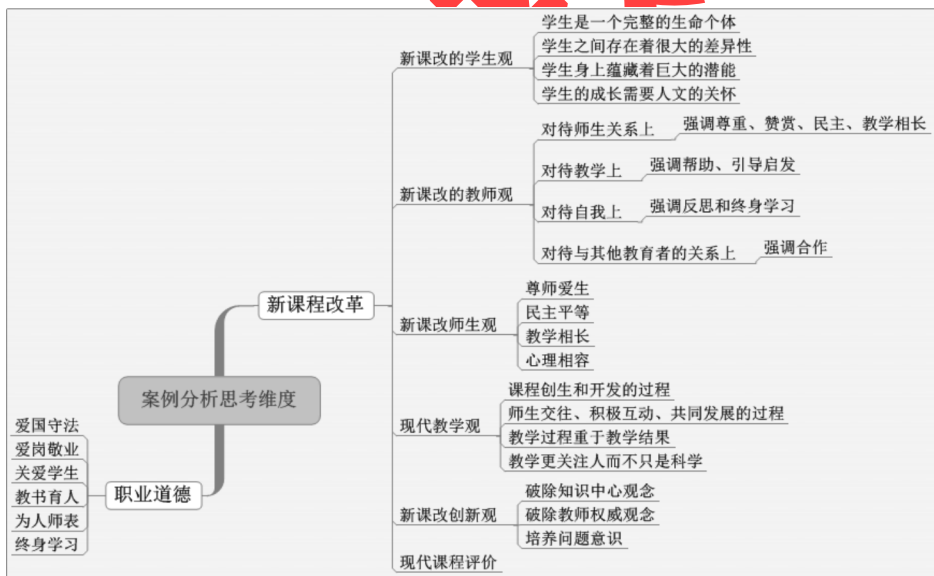 案例分析思考维度
新课程改革
新课改的学生观
学生是一个完整的生命个体
学生之间存在着很大的差异性
学生身上蕴藏着巨大的潜能
学生的成长需要人文的关怀
新课改的教师观
对待师生关系上
强调尊重、赞赏、民主、教学相长
对待教学上
强调帮助、引导启发
对待自我上
强调反思和终身学习
对待与其他教育者的关系上
强调合作
新课改师生观
尊师爱生
民主平等
教学相长
心理相容
现代教学观
课程创生和开发的过程
师生交往、积极互动、共同发展的过程
教学过程重于教学结果
教学更关注人而不只是科学
新课改创新观
破除知识中心观念
破除教师权威观念
培养问题意识
现代课程评价
职业道德
爱国守法
爱岗敬业
关爱学生
教书育人
为人师表
终身学习